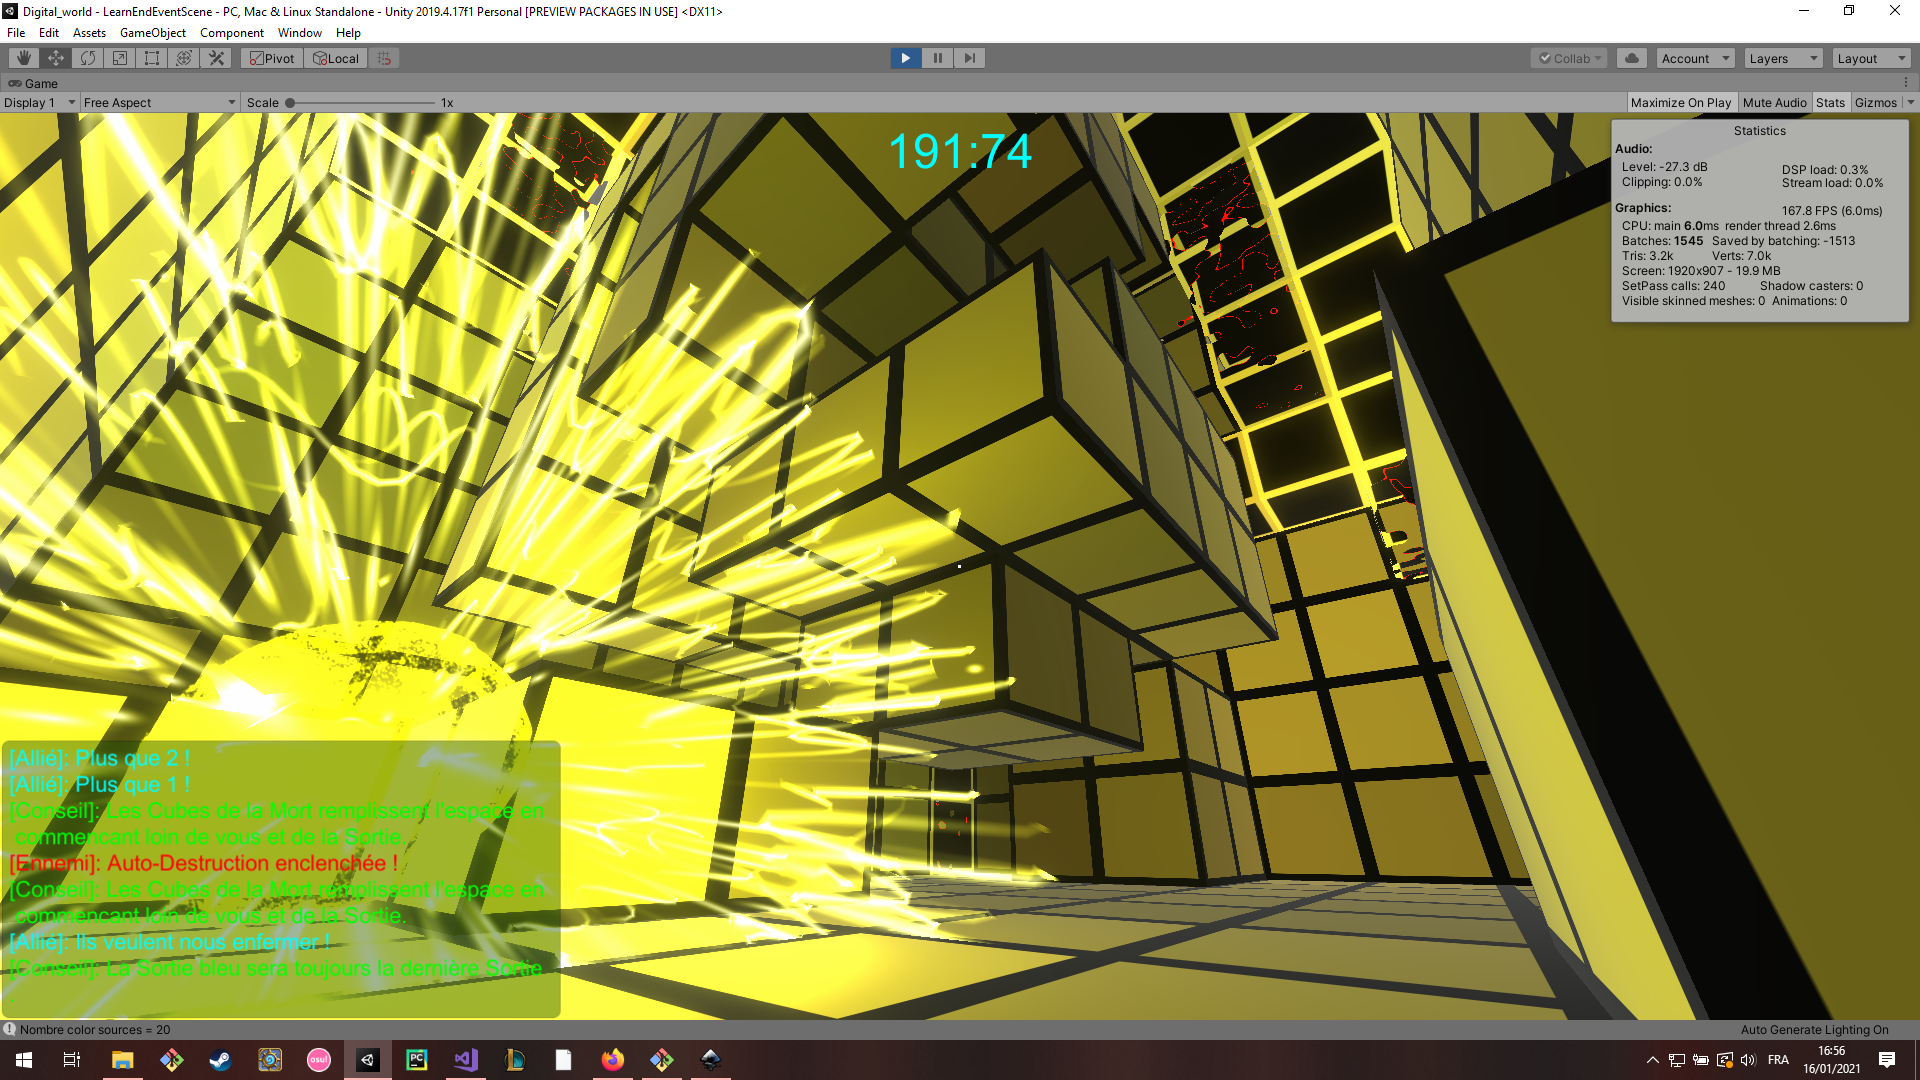 Digital_world - LearnEndEventScene - PC, Mac & Linux Standalone - Unity 2019.4.17f1 Personal [PREVIEW PACKAGES IN USE] <DX11>
File Edit Assets GameObject Component Window Help
Pivot Local Collab Account Layers Layout
Game
Display 1 Free Aspect Scale 1x Maximize On Play Mute Audio Stats Gizmos
191:74
Statistics
Audio:
Level: -27.3 dB DSP load: 0.3%
Clipping: 0.0% Stream load: 0.0%
Graphics: 167.8 FPS (6.0ms)
CPU: main 6.0ms render thread 2.6ms
Batches: 1545 Saved by batching: -1513
Tris: 3.2k Verts: 7.0k
Screen: 1920x907 - 19.9 MB
SetPass calls: 240 Shadow casters: 0
Visible skinned meshes: 0 Animations: 0
[Allié]: Plus que 2 !
[Allié]: Plus que 1 !
[Conseil]: Les Cubes de la Mort remplissent l'espace en
commencant loin de vous et de la Sortie.
[Ennemi]: Auto-Destruction enclenchée !
[Conseil]: Les Cubes de la Mort remplissent l'espace en
commencant loin de vous et de la Sortie.
[Allié]: Ils veulent nous enfermer !
[Conseil]: La Sortie bleu sera toujours la dernière Sortie
.
Nombre color sources = 20 Auto Generate Lighting On
osu! PC FRA 16:56
16/01/2021